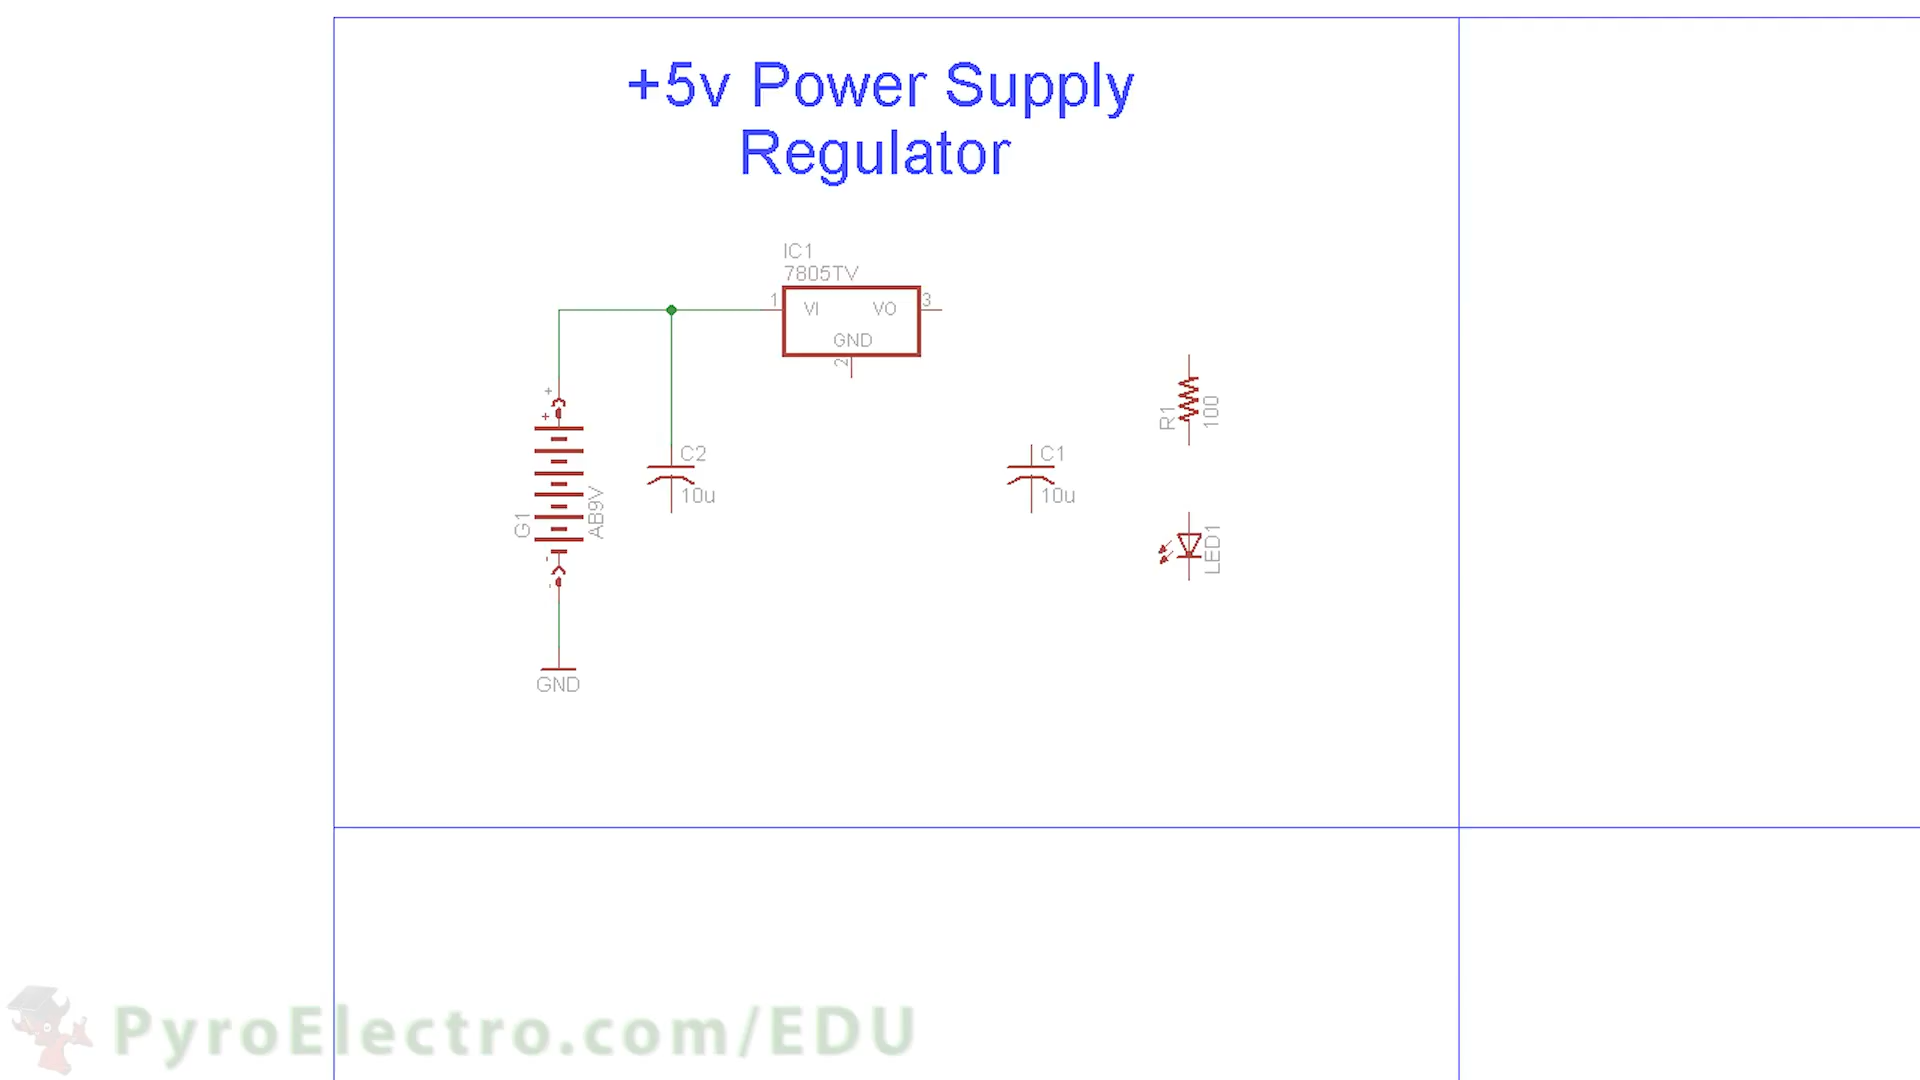 +5v Power Supply
Regulator
IC1
7805TV
1
VI
VO
3
GND
2
+
+
G1
AB9V
-
-
GND
C2
10u
C1
10u
R1
100
LED1
PyroElectro.com/EDU